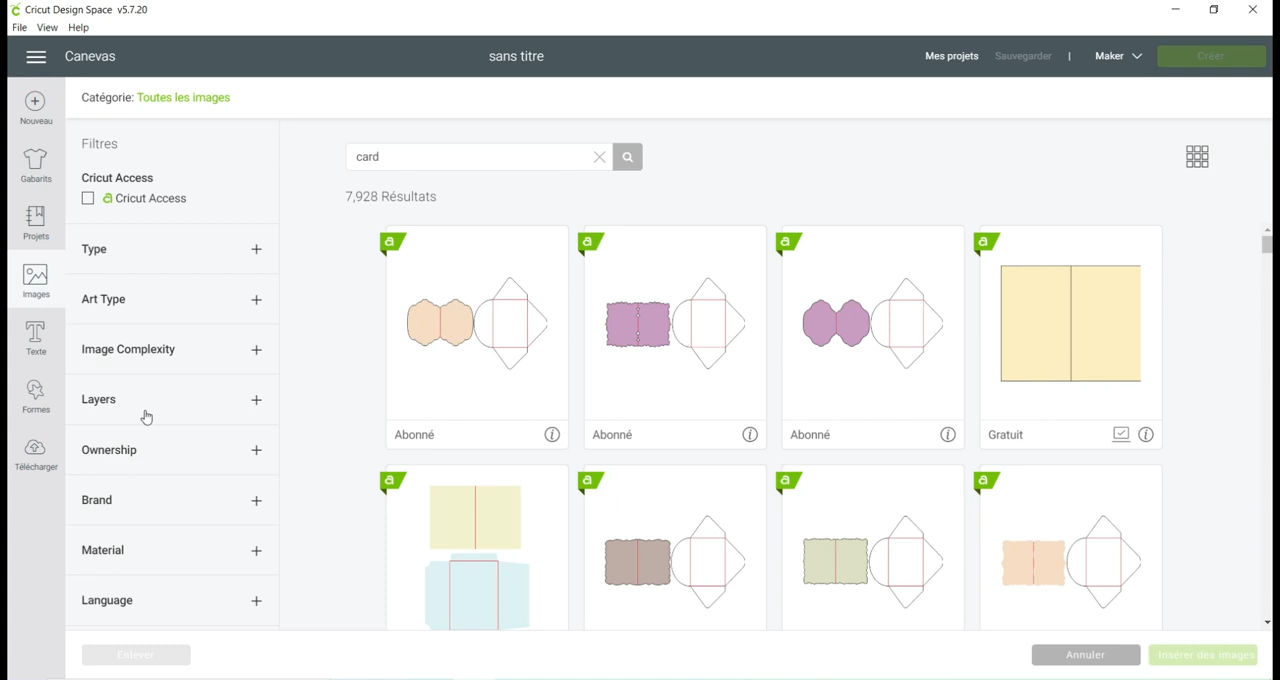 Cricut Design Space v5.7.20
File View Help
Canevas
sans titre
Mes projets Sauvegarder | Maker Créer
Nouveau
Gabarits
Projets
Images
Texte
Formes
Télécharger
Catégorie: Toutes les images
Filtres
Cricut Access
a Cricut Access
Type
Art Type
Image Complexity
Layers
Ownership
Brand
Material
Language
card
7,928 Résultats
a a a a
Abonné Abonné Abonné Gratuit
a a a a
Enlever Annuler Insérer des images